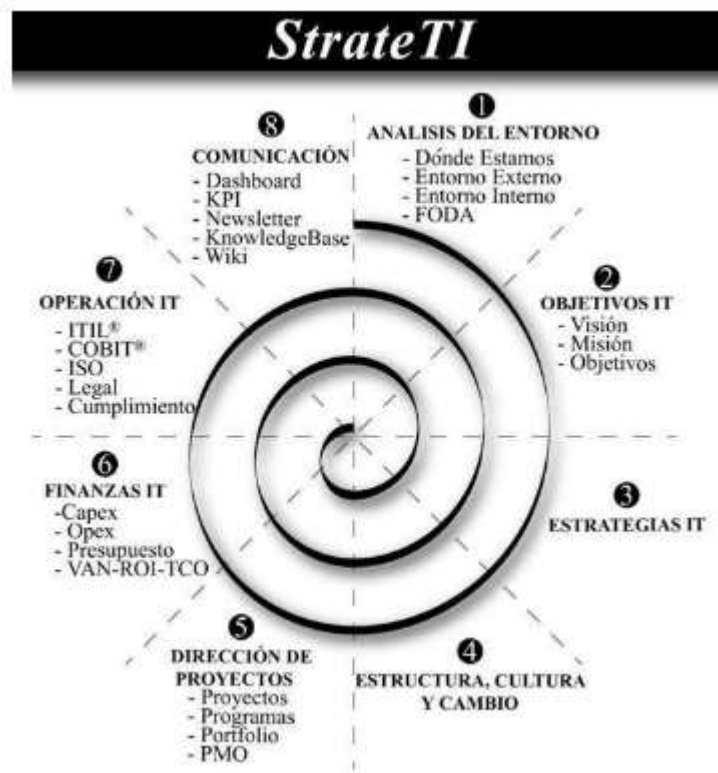 StrateTI
1
ANALISIS DEL ENTORNO
- Dónde Estamos
- Entorno Externo
- Entorno Interno
- FODA
2
OBJETIVOS IT
- Visión
- Misión
- Objetivos
3
ESTRATEGIAS IT
4
ESTRUCTURA, CULTURA
Y CAMBIO
5
DIRECCIÓN DE
PROYECTOS
- Proyectos
- Programas
- Portfolio
- PMO
6
FINANZAS IT
-Capex
- Opex
- Presupuesto
- VAN-ROI-TCO
7
OPERACIÓN IT
- ITIL®
- COBIT®
- ISO
- Legal
- Cumplimiento
8
COMUNICACIÓN
- Dashboard
- KPI
- Newsletter
- KnowledgeBase
- Wiki